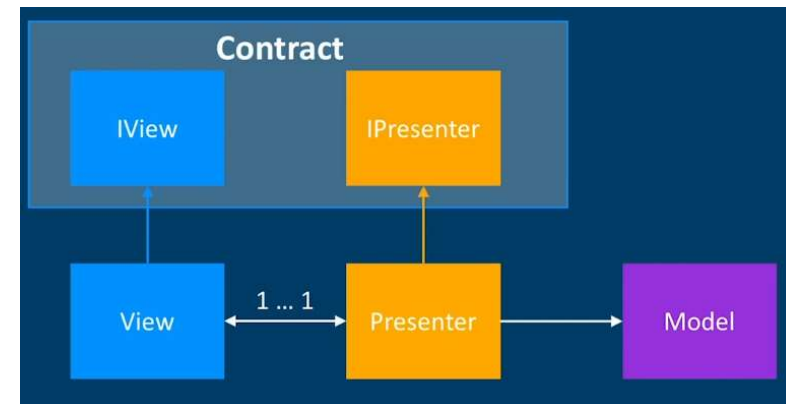 Contract
IView
IPresenter
1 ... 1
View
Presenter
Model